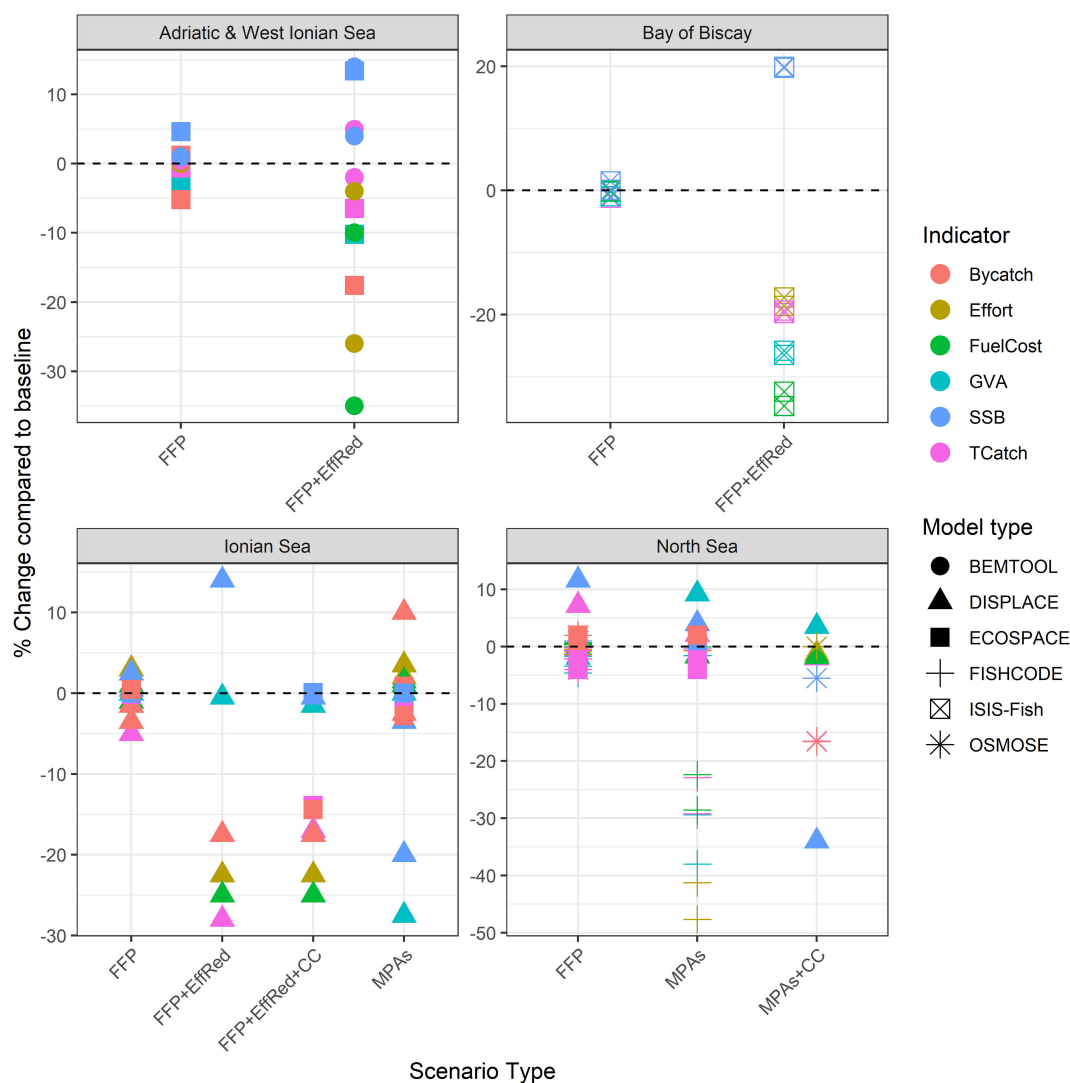 Adriatic & West Ionian Sea
Bay of Biscay
10
0
-10
-20
-30
FFP
FFP+EffRed
20
0
-20
FFP
FFP+EffRed
% Change compared to baseline
Ionian Sea
North Sea
10
0
-10
-20
-30
FFP
FFP+EffRed
FFP+EffRed+CC
MPAs
10
0
-10
-20
-30
-40
-50
FFP
MPAs
MPAs+CC
Scenario Type
Indicator
Bycatch
Effort
FuelCost
GVA
SSB
TCatch
Model type
BEMTOOL
DISPLACE
ECOSPACE
FISHCODE
ISIS-Fish
OSMOSE